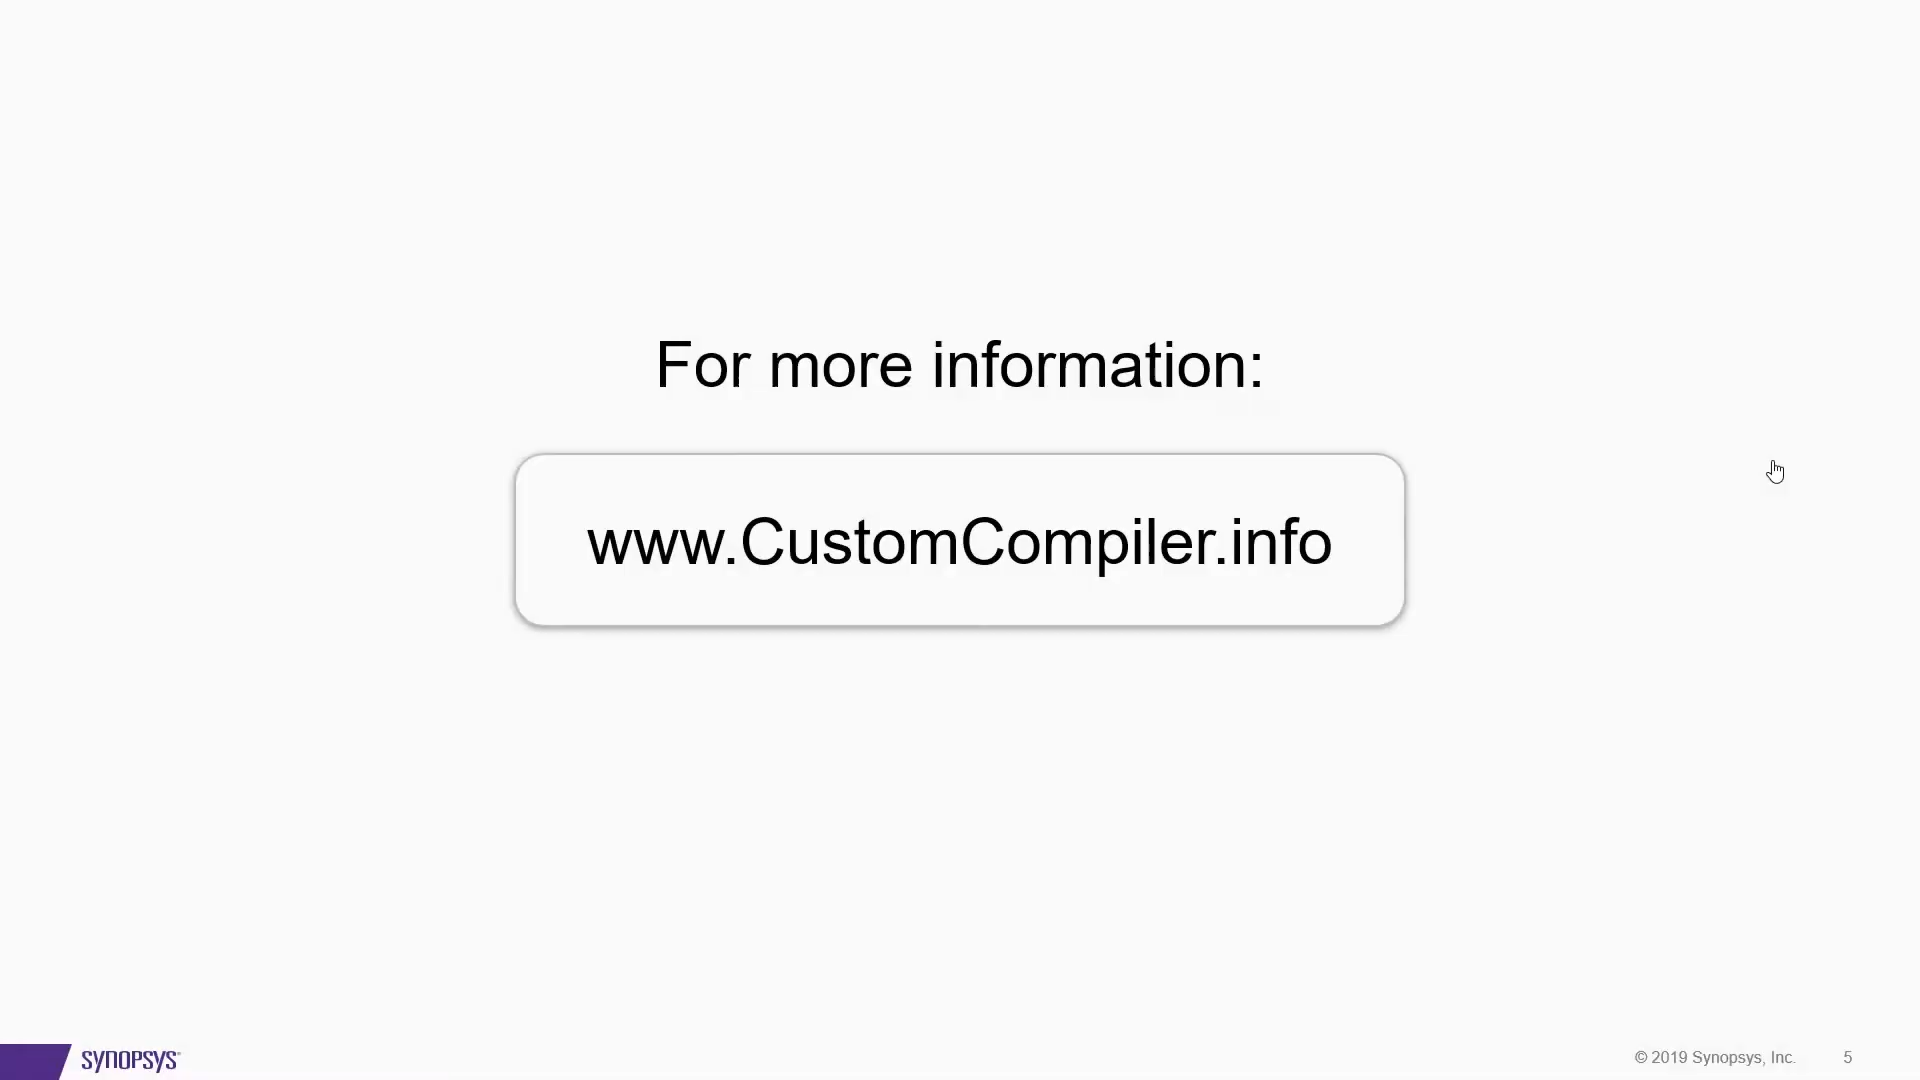 For more information:
www.CustomCompiler.info
SYNOPSYS
© 2019 Synopsys, Inc.
5